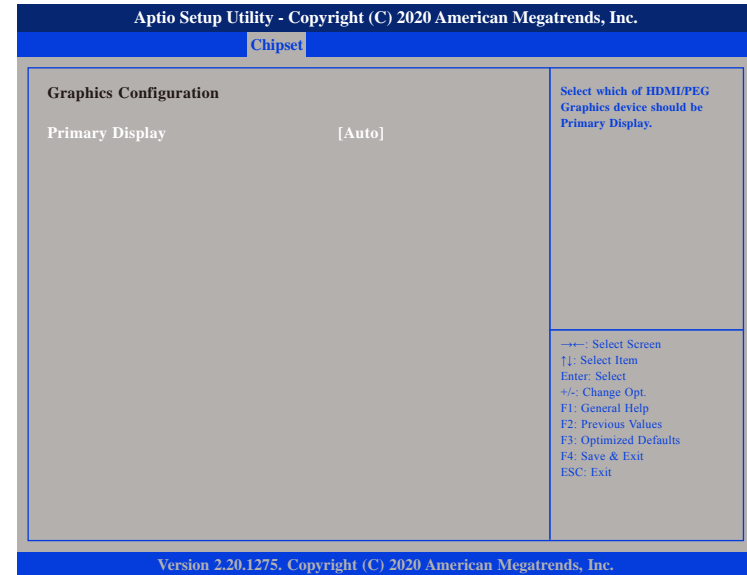 Aptio Setup Utility - Copyright (C) 2020 American Megatrends, Inc.
Chipset
Graphics Configuration
Primary Display [Auto]
Select which of HDMI/PEG
Graphics device should be
Primary Display.
→←: Select Screen
↑↓: Select Item
Enter: Select
+/-: Change Opt.
F1: General Help
F2: Previous Values
F3: Optimized Defaults
F4: Save & Exit
ESC: Exit
Version 2.20.1275. Copyright (C) 2020 American Megatrends, Inc.